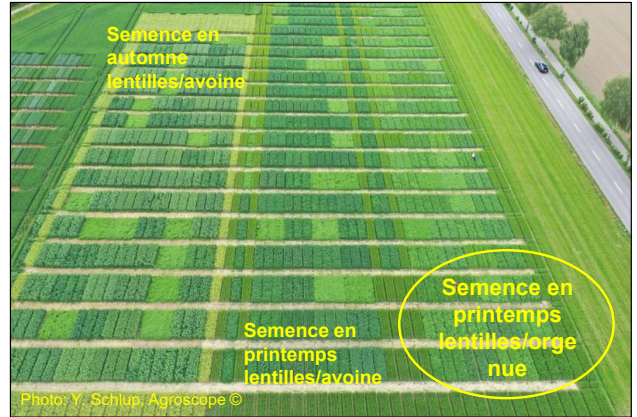 Semence en
automne
lentilles/avoine
Semence en
printemps
lentilles/orge
nue
Semence en
printemps
lentilles/avoine
Photo: Y. Schlup, Agroscope ©